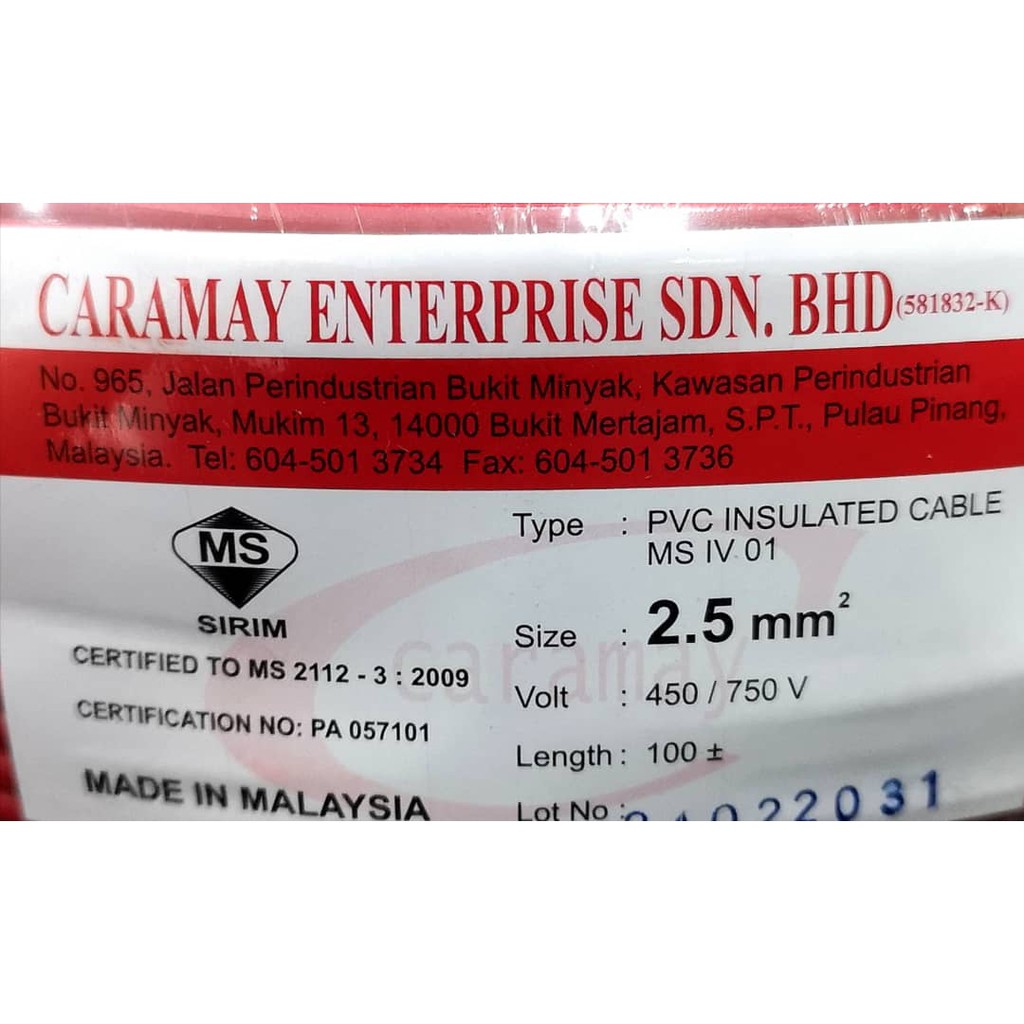 CARAMAY ENTERPRISE SDN. BHD (581832-K)
No. 965, Jalan Perindustrian Bukit Minyak, Kawasan Perindustrian
Bukit Minyak, Mukim 13, 14000 Bukit Mertajam, S.P.T., Pulau Pinang,
Malaysia. Tel: 604-501 3734 Fax: 604-501 3736
MS
SIRIM
CERTIFIED TO MS 2112 - 3 : 2009
CERTIFICATION NO: PA 057101
MADE IN MALAYSIA
caramay
Type : PVC INSULATED CABLE
MS IV 01
Size : 2.5 mm²
Volt : 450 / 750 V
Length : 100 ±
Lot No :